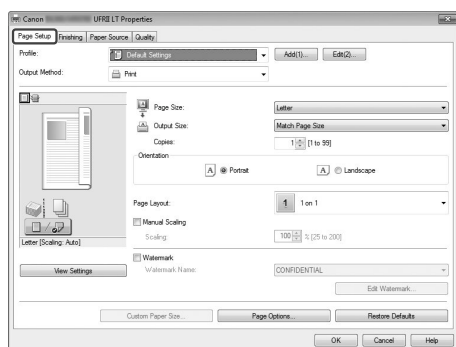 Canon UFRII LT Properties
Page Setup Finishing Paper Source Quality
Profile: Default Settings Add(1)... Edit(2)...
Output Method: Print
Page Size: Letter
Output Size: Match Page Size
Copies: 1 [1 to 99]
Orientation
A Portrait A Landscape
Page Layout: 1 1 on 1
Manual Scaling
Scaling: 100 % [25 to 200]
Letter [Scaling: Auto]
Watermark
View Settings
Watermark Name: CONFIDENTIAL
Edit Watermark...
Custom Paper Size... Page Options... Restore Defaults
OK Cancel Help